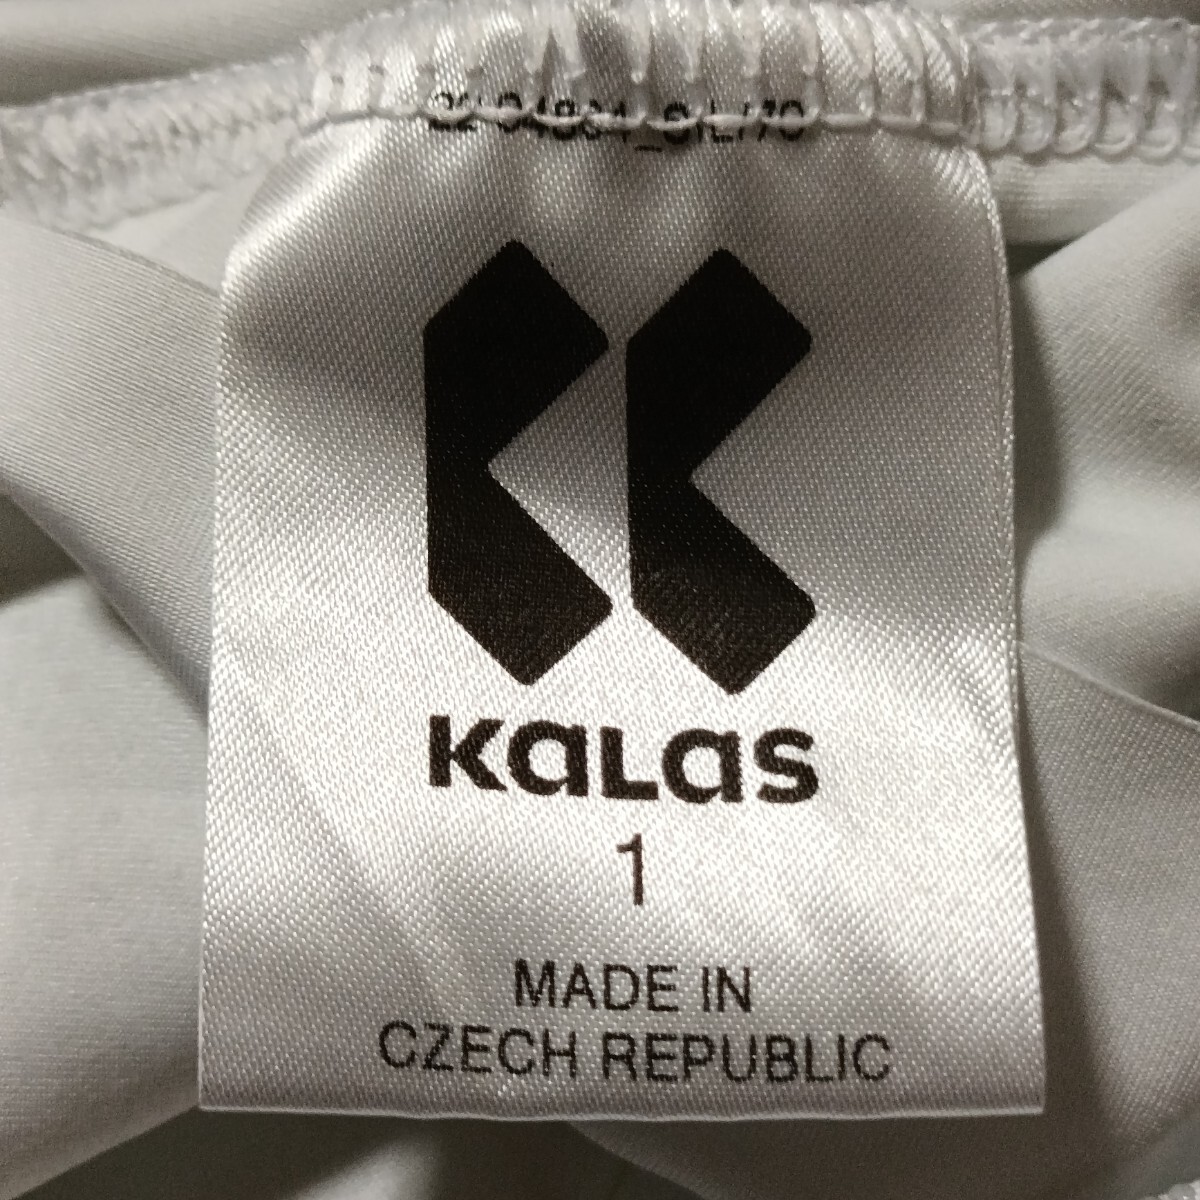 KaLas
1
MADE IN
CZECH REPUBLIC